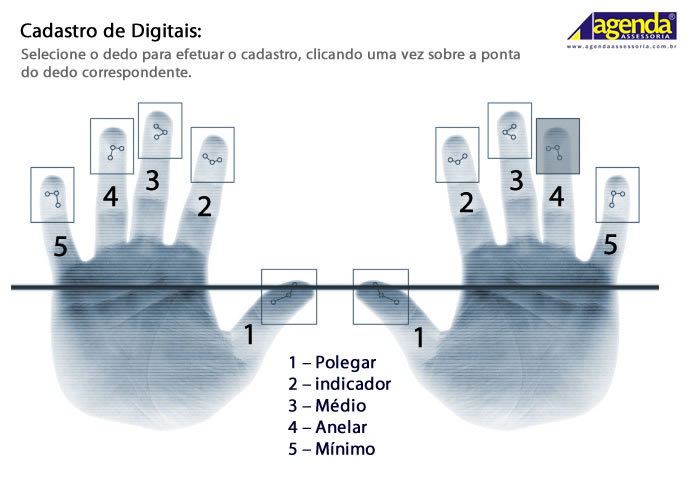 Cadastro de Digitais:
Selecione o dedo para efetuar o cadastro, clicando uma vez sobre a ponta
do dedo correspondente.
agenda
ASSESSORIA
www.agendaassessoria.com.br
5 4 3 2 2 3 4 5
1 1
1 – Polegar
2 – indicador
3 – Médio
4 – Anelar
5 – Mínimo